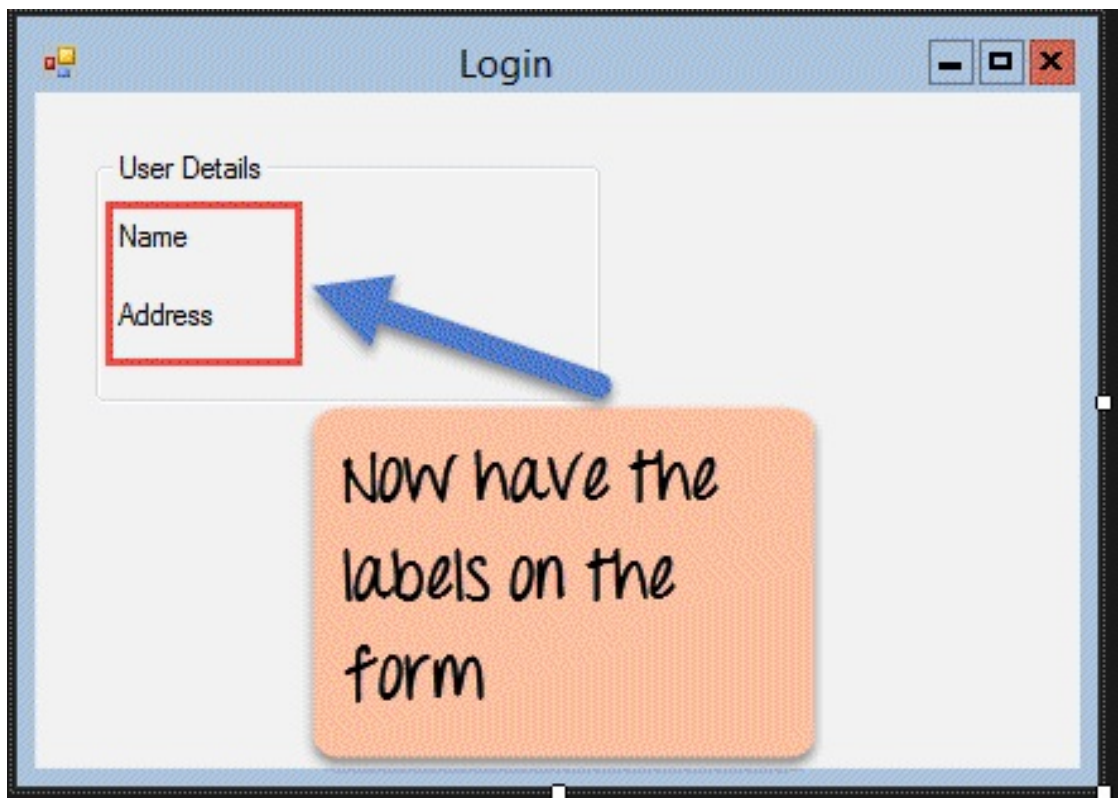 Login
User Details
Name
Address
Now have the
labels on the
form